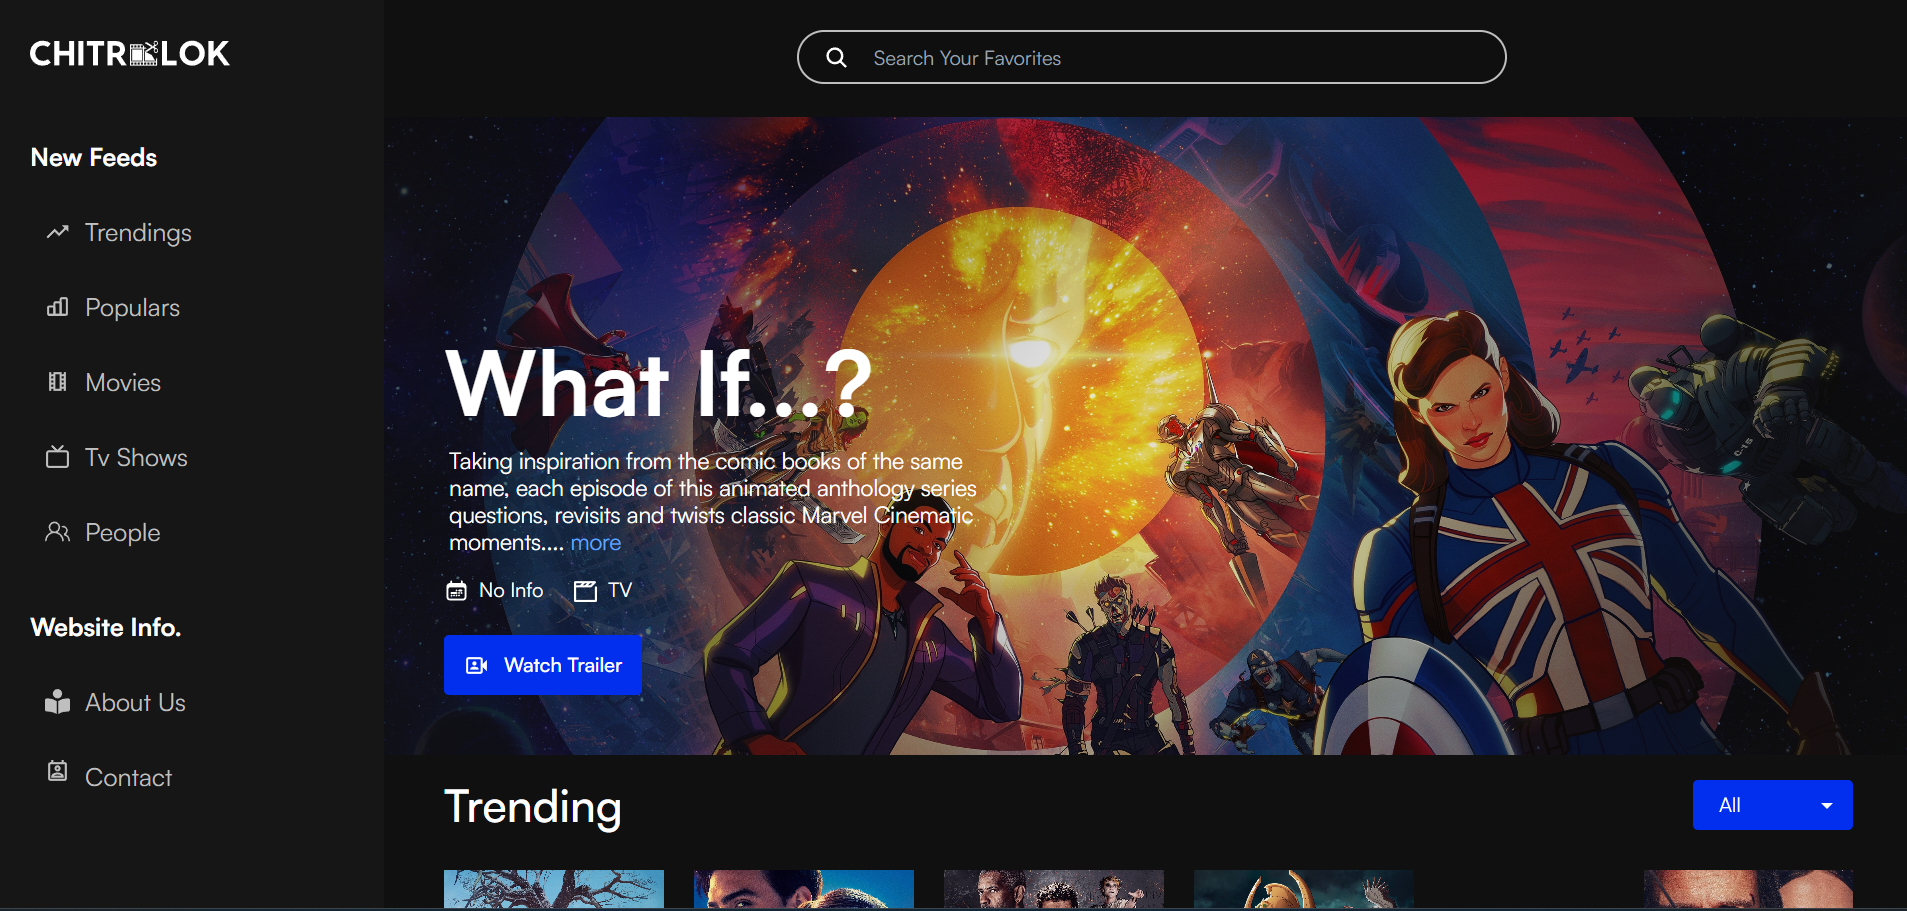 CHITRALOK
Search Your Favorites
New Feeds
Trendings
Populars
Movies
Tv Shows
People
Website Info.
About Us
Contact
What If...?
Taking inspiration from the comic books of the same
name, each episode of this animated anthology series
questions, revisits and twists classic Marvel Cinematic
moments.... more
No Info TV
Watch Trailer
C-15
Trending
All